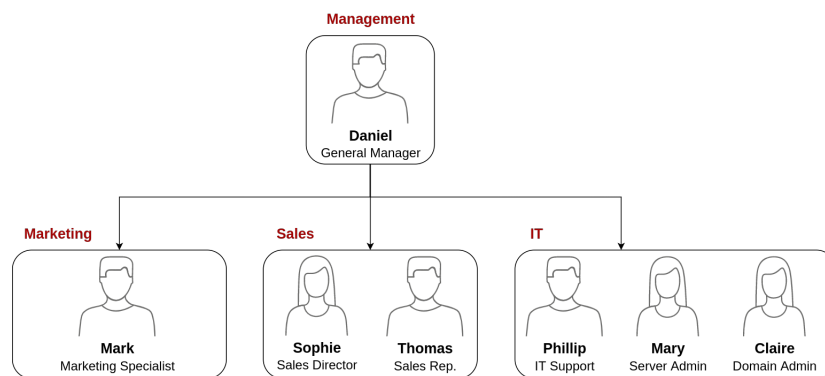 Management
Daniel
General Manager
Marketing
Mark
Marketing Specialist
Sales
Sophie
Sales Director
Thomas
Sales Rep.
IT
Phillip
IT Support
Mary
Server Admin
Claire
Domain Admin